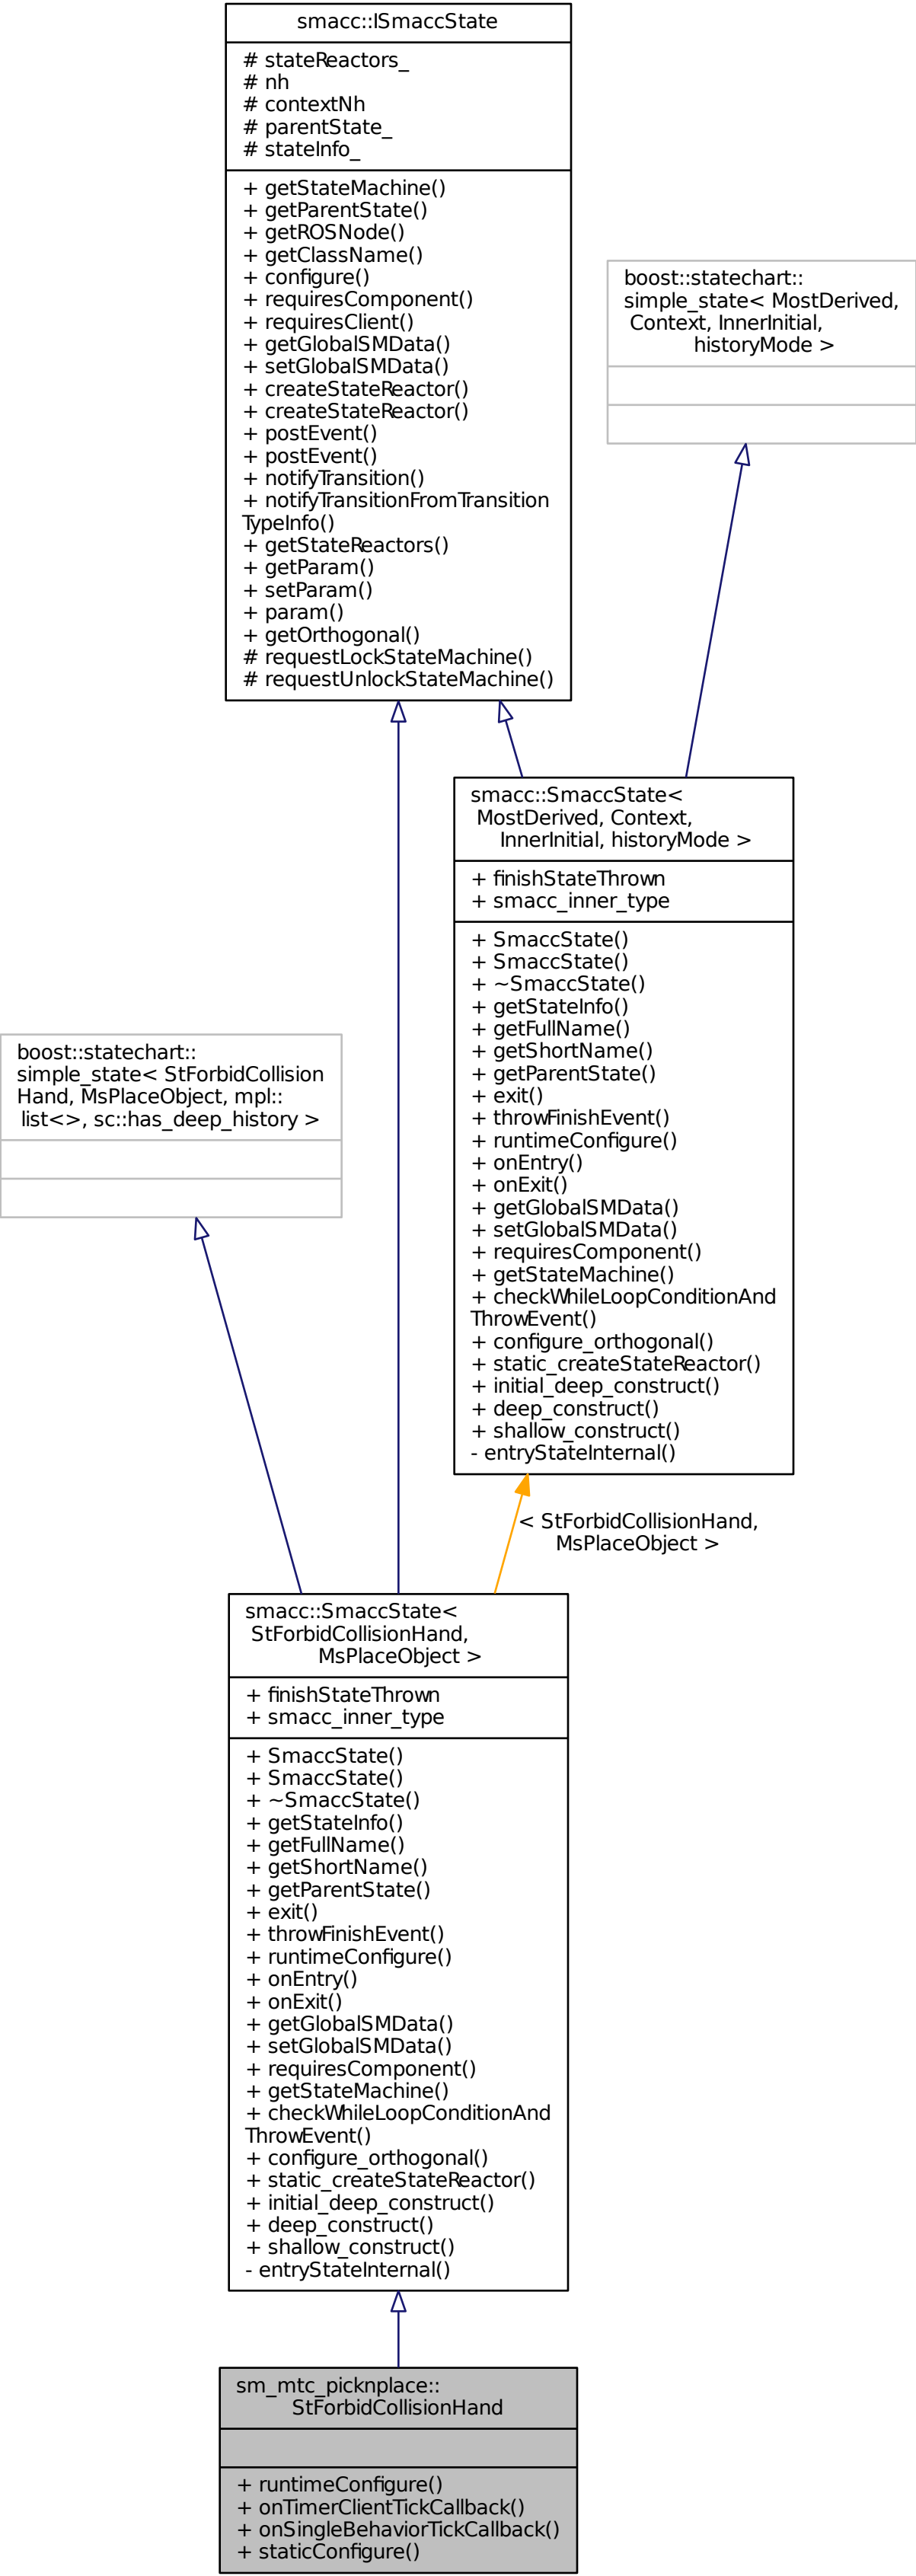 smacc::ISmaccState
# stateReactors_
# nh
# contextNh
# parentState_
# stateInfo_
+ getStateMachine()
+ getParentState()
+ getROSNode()
+ getClassName()
+ configure()
+ requiresComponent()
+ requiresClient()
+ getGlobalSMData()
+ setGlobalSMData()
+ createStateReactor()
+ createStateReactor()
+ postEvent()
+ postEvent()
+ notifyTransition()
+ notifyTransitionFromTransition
TypeInfo()
+ getStateReactors()
+ getParam()
+ setParam()
+ param()
+ getOrthogonal()
# requestLockStateMachine()
# requestUnlockStateMachine()
boost::statechart::
simple_state< MostDerived,
Context, InnerInitial,
historyMode >
smacc::SmaccState<
MostDerived, Context,
InnerInitial, historyMode >
+ finishStateThrown
+ smacc_inner_type
+ SmaccState()
+ SmaccState()
+ ~SmaccState()
+ getStateInfo()
+ getFullName()
+ getShortName()
+ getParentState()
+ exit()
+ throwFinishEvent()
+ runtimeConfigure()
+ onEntry()
+ onExit()
+ getGlobalSMData()
+ setGlobalSMData()
+ requiresComponent()
+ getStateMachine()
+ checkWhileLoopConditionAnd
ThrowEvent()
+ configure_orthogonal()
+ static_createStateReactor()
+ initial_deep_construct()
+ deep_construct()
+ shallow_construct()
- entryStateInternal()
boost::statechart::
simple_state< StForbidCollision
Hand, MsPlaceObject, mpl::
list<>, sc::has_deep_history >
< StForbidCollisionHand,
MsPlaceObject >
smacc::SmaccState<
StForbidCollisionHand,
MsPlaceObject >
+ finishStateThrown
+ smacc_inner_type
+ SmaccState()
+ SmaccState()
+ ~SmaccState()
+ getStateInfo()
+ getFullName()
+ getShortName()
+ getParentState()
+ exit()
+ throwFinishEvent()
+ runtimeConfigure()
+ onEntry()
+ onExit()
+ getGlobalSMData()
+ setGlobalSMData()
+ requiresComponent()
+ getStateMachine()
+ checkWhileLoopConditionAnd
ThrowEvent()
+ configure_orthogonal()
+ static_createStateReactor()
+ initial_deep_construct()
+ deep_construct()
+ shallow_construct()
- entryStateInternal()
sm_mtc_picknplace::
StForbidCollisionHand
+ runtimeConfigure()
+ onTimerClientTickCallback()
+ onSingleBehaviorTickCallback()
+ staticConfigure()